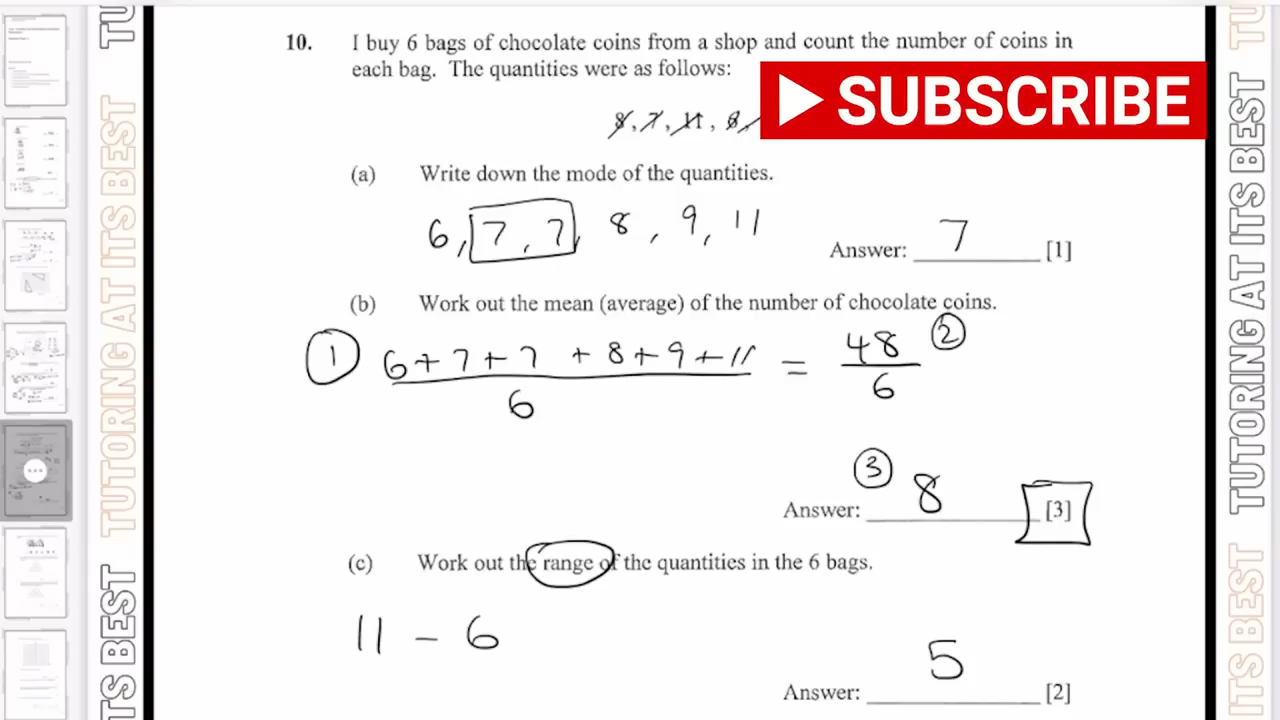 10. I buy 6 bags of chocolate coins from a shop and count the number of coins in
each bag. The quantities were as follows:
SUBSCRIBE
8, 7, 11, 8,
(a) Write down the mode of the quantities.
6, 7, 7, 8, 9, 11
7
Answer: [1]
(b) Work out the mean (average) of the number of chocolate coins.
1 6 + 7 + 7 + 8 + 9 + 11 = 48 2
6 6
3 8
Answer: [3]
(c) Work out the range of the quantities in the 6 bags.
11 - 6
5
Answer: [2]
TUTORING AT ITS BEST
TUTORING AT ITS BEST